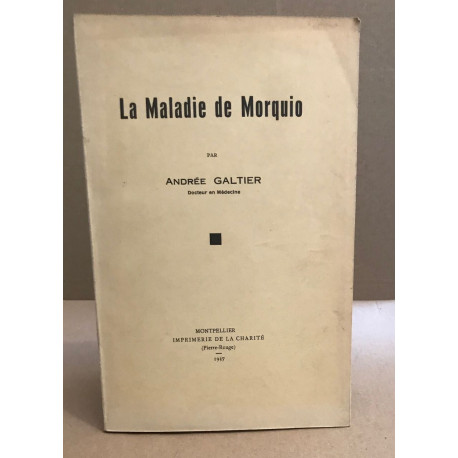 La Maladie de Morquio
PAR
ANDRÉE GALTIER
Docteur en Médecine
MONTPELLIER
IMPRIMERIE DE LA CHARITÉ
(Pierre-Rouge)
1937